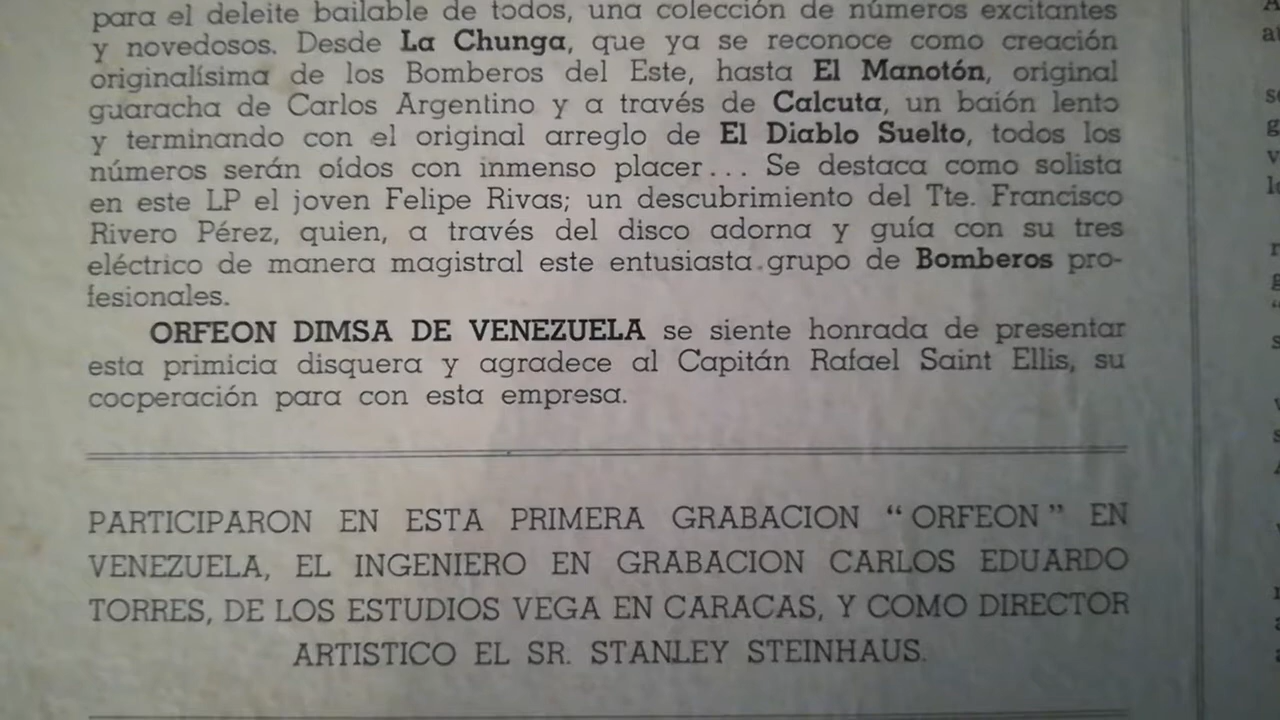 para el deleite bailable de todos, una colección de números excitantes
y novedosos. Desde La Chunga, que ya se reconoce como creación
originalísima de los Bomberos del Este, hasta El Manotón, original
guaracha de Carlos Argentino y a través de Calcuta, un baión lento
y terminando con el original arreglo de El Diablo Suelto, todos los
números serán oídos con inmenso placer... Se destaca como solista
en este LP el joven Felipe Rivas; un descubrimiento del Tte. Francisco
Rivero Pérez, quien, a través del disco adorna y guía con su tres
eléctrico de manera magistral este entusiasta grupo de Bomberos pro-
fesionales.
ORFEON DIMSA DE VENEZUELA se siente honrada de presentar
esta primicia disquera y agradece al Capitán Rafael Saint Ellis, su
cooperación para con esta empresa.
PARTICIPARON EN ESTA PRIMERA GRABACION "ORFEON" EN
VENEZUELA, EL INGENIERO EN GRABACION CARLOS EDUARDO
TORRES, DE LOS ESTUDIOS VEGA EN CARACAS, Y COMO DIRECTOR
ARTISTICO EL SR. STANLEY STEINHAUS.